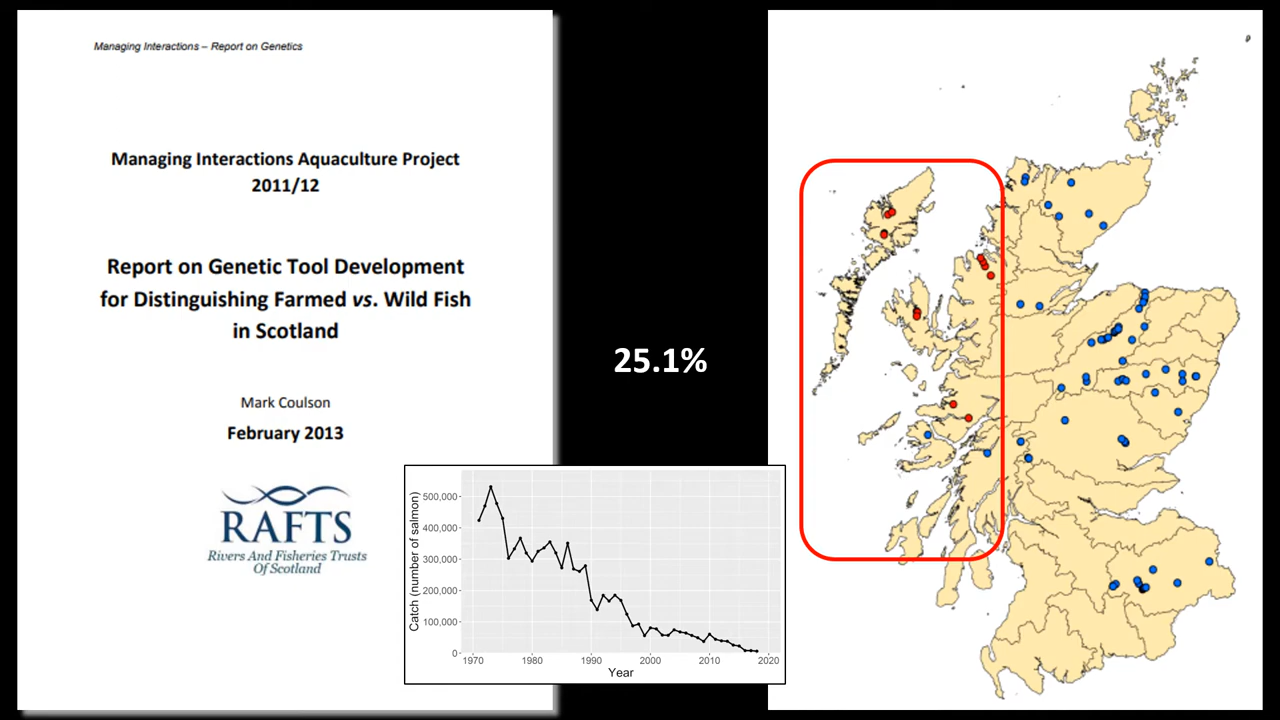 Managing Interactions – Report on Genetics
Managing Interactions Aquaculture Project
2011/12
Report on Genetic Tool Development
for Distinguishing Farmed vs. Wild Fish
in Scotland
Mark Coulson
February 2013
RAFTS
Rivers And Fisheries Trusts
Of Scotland
25.1%
Catch (number of salmon)
500,000
400,000
300,000
200,000
100,000
0
1970 1980 1990 2000 2010 2020
Year